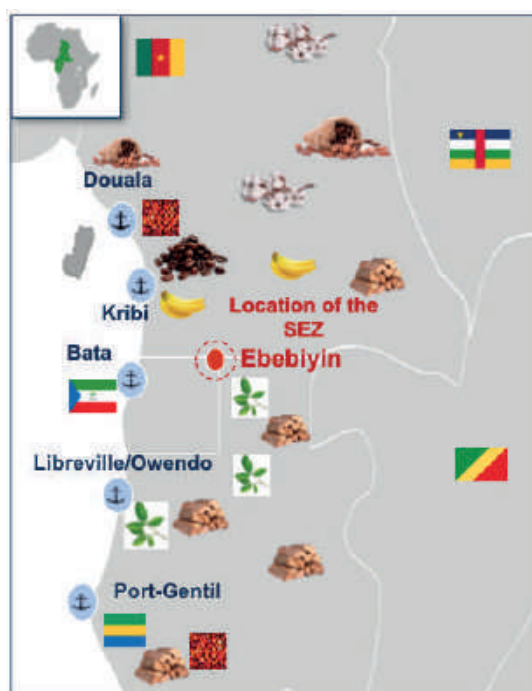 Douala
Kribi
Location of the
SEZ
Bata
Ebebiyin
Libreville/Owendo
Port-Gentil